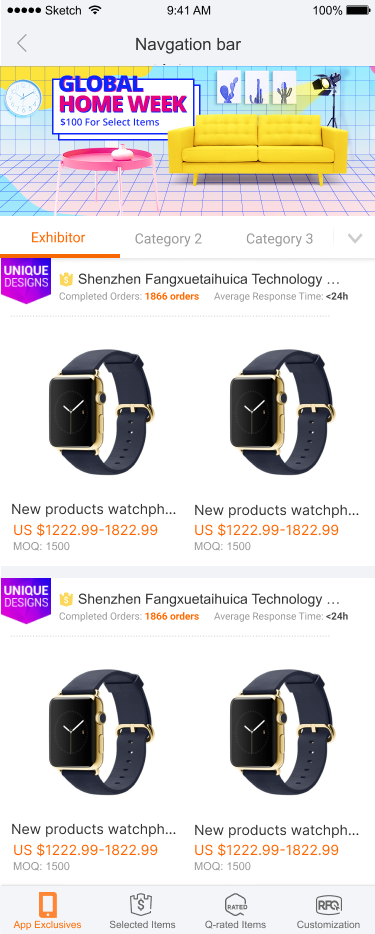 Sketch 9:41 AM 100%
Navgation bar
GLOBAL
HOME WEEK
$100 For Select Items
Exhibitor Category 2 Category 3
UNIQUE
DESIGNS
Shenzhen Fangxuetaihuica Technology ...
Completed Orders: 1866 orders Average Response Time: <24h
New products watchph... New products watchph...
US $1222.99-1822.99 US $1222.99-1822.99
MOQ: 1500 MOQ: 1500
UNIQUE
DESIGNS
Shenzhen Fangxuetaihuica Technology ...
Completed Orders: 1866 orders Average Response Time: <24h
New products watchph... New products watchph...
US $1222.99-1822.99 US $1222.99-1822.99
MOQ: 1500 MOQ: 1500
$ RATED RFQ
App Exclusives Selected Items Q-rated Items Customization